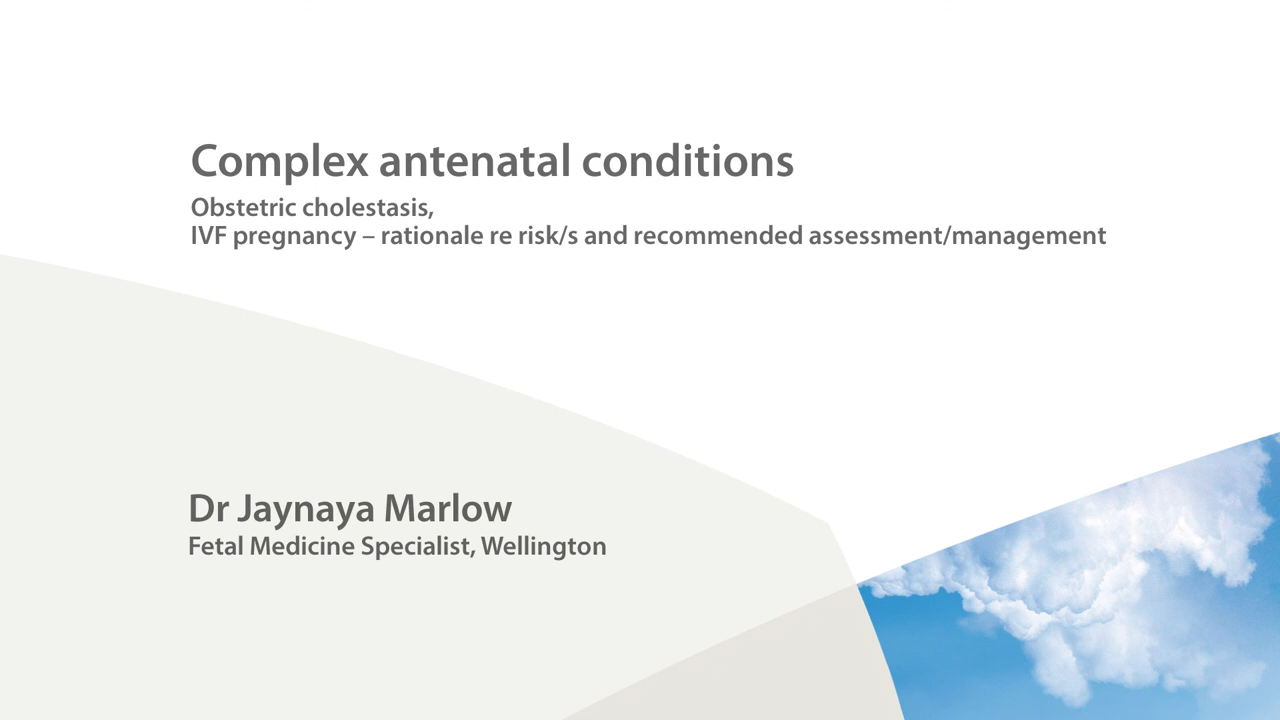 Complex antenatal conditions
Obstetric cholestasis,
IVF pregnancy – rationale re risk/s and recommended assessment/management
Dr Jaynaya Marlow
Fetal Medicine Specialist, Wellington